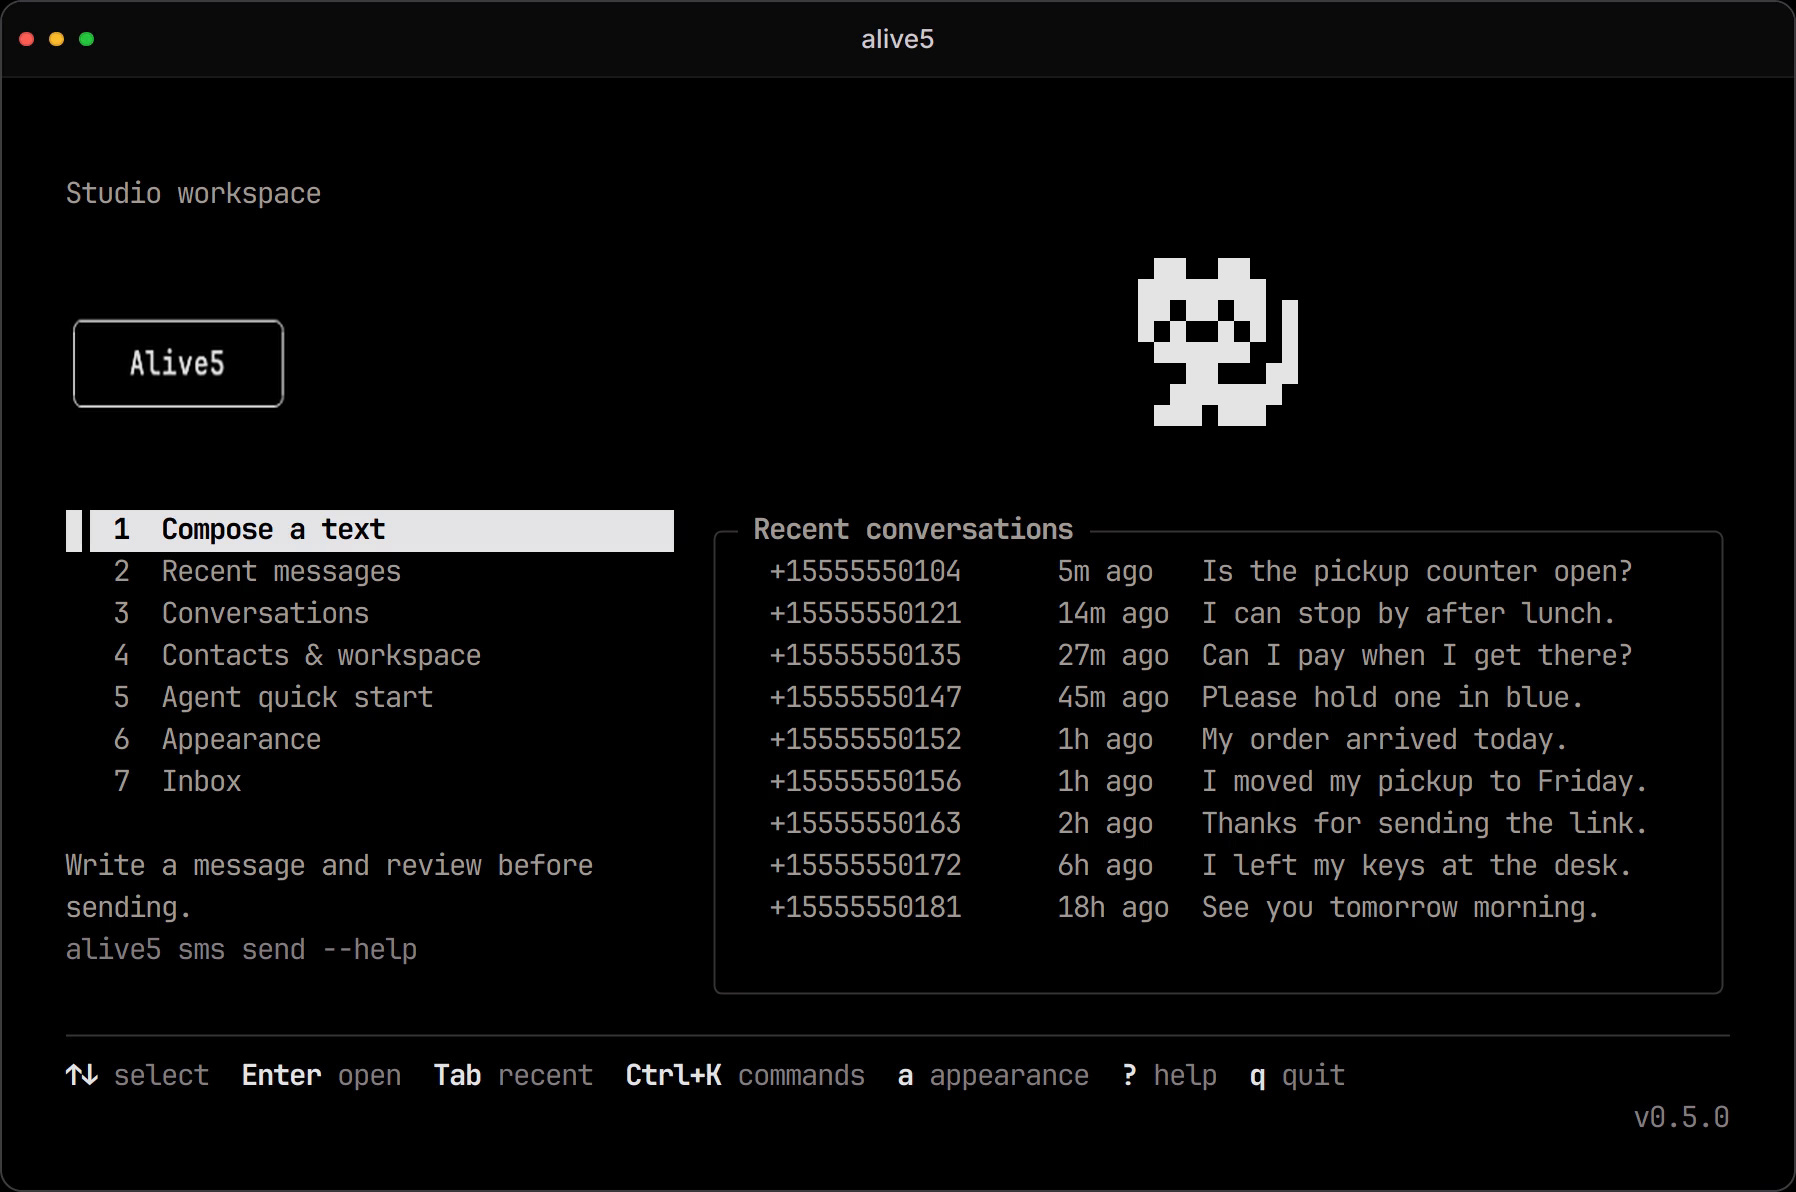 alive5
Studio workspace
Alive5
1 Compose a text
2 Recent messages
3 Conversations
4 Contacts & workspace
5 Agent quick start
6 Appearance
7 Inbox
Write a message and review before
sending.
alive5 sms send --help
Recent conversations
+15555550104 5m ago Is the pickup counter open?
+15555550121 14m ago I can stop by after lunch.
+15555550135 27m ago Can I pay when I get there?
+15555550147 45m ago Please hold one in blue.
+15555550152 1h ago My order arrived today.
+15555550156 1h ago I moved my pickup to Friday.
+15555550163 2h ago Thanks for sending the link.
+15555550172 6h ago I left my keys at the desk.
+15555550181 18h ago See you tomorrow morning.
↑↓ select Enter open Tab recent Ctrl+K commands a appearance ? help q quit
v0.5.0